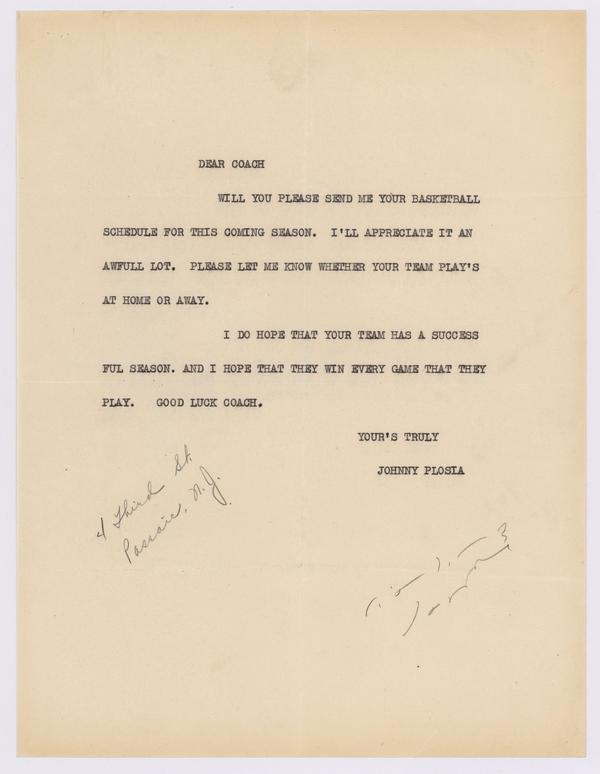 DEAR COACH
WILL YOU PLEASE SEND ME YOUR BASKETBALL
SCHEDULE FOR THIS COMING SEASON. I'LL APPRECIATE IT AN
AWFULL LOT. PLEASE LET ME KNOW WHETHER YOUR TEAM PLAY'S
AT HOME OR AWAY.
I DO HOPE THAT YOUR TEAM HAS A SUCCESS
FUL SEASON. AND I HOPE THAT THEY WIN EVERY GAME THAT THEY
PLAY. GOOD LUCK COACH.
YOUR'S TRULY
JOHNNY PLOSIA
4 Third St.
Passaic, N.J.